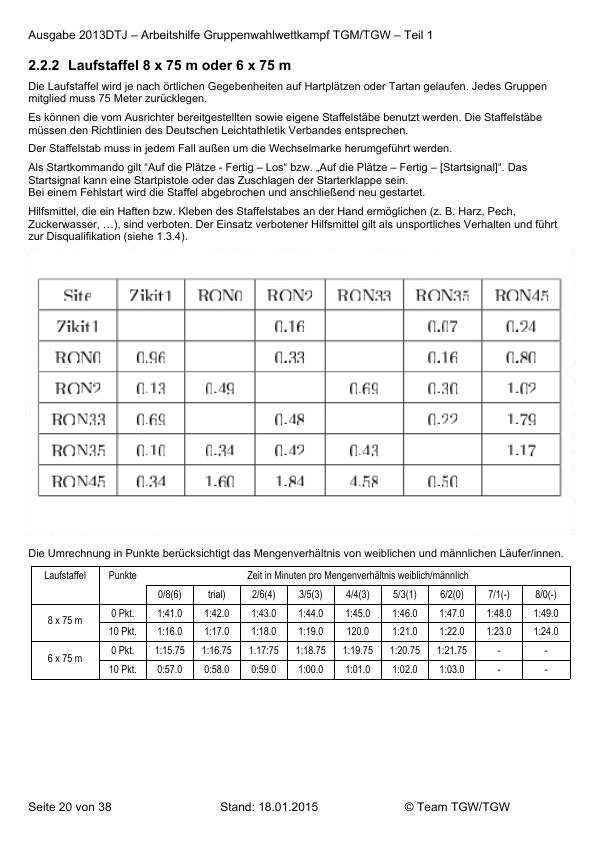 Ausgabe 2013DTJ – Arbeitshilfe Gruppenwahlwettkampf TGM/TGW – Teil 1
2.2.2 Laufstaffel 8 x 75 m oder 6 x 75 m
Die Laufstaffel wird je nach örtlichen Gegebenheiten auf Hartplätzen oder Tartan gelaufen. Jedes Gruppen
mitglied muss 75 Meter zurücklegen.
Es können die vom Ausrichter bereitgestellten sowie eigene Staffelstäbe benutzt werden. Die Staffelstäbe
müssen den Richtlinien des Deutschen Leichtathletik Verbandes entsprechen.
Der Staffelstab muss in jedem Fall außen um die Wechselmarke herumgeführt werden.
Als Startkommando gilt "Auf die Plätze - Fertig – Los“ bzw. „Auf die Plätze – Fertig – [Startsignal]“. Das
Startsignal kann eine Startpistole oder das Zuschlagen der Starterklappe sein.
Bei einem Fehlstart wird die Staffel abgebrochen und anschließend neu gestartet.
Hilfsmittel, die ein Haften bzw. Kleben des Staffelstabes an der Hand ermöglichen (z. B. Harz, Pech,
Zuckerwasser, …), sind verboten. Der Einsatz verbotener Hilfsmittel gilt als unsportliches Verhalten und führt
zur Disqualifikation (siehe 1.3.4).
Site Zikit1 RON0 RON2 RON33 RON35 RON45
Zikit1 0.16 0.07 0.24
RON0 0.96 0.33 0.16 0.80
RON2 0.13 0.49 0.69 0.30 1.02
RON33 0.69 0.48 0.22 1.79
RON35 0.10 0.34 0.42 0.43 1.17
RON45 0.34 1.60 1.84 4.58 0.50
Die Umrechnung in Punkte berücksichtigt das Mengenverhältnis von weiblichen und männlichen Läufer/innen.
Laufstaffel Punkte Zeit in Minuten pro Mengenverhältnis weiblich/männlich
0/8(6) trial) 2/6(4) 3/5(3) 4/4(3) 5/3(1) 6/2(0) 7/1(-) 8/0(-)
8 x 75 m 0 Pkt. 1:41.0 1:42.0 1:43.0 1:44.0 1:45.0 1:46.0 1:47.0 1:48.0 1:49.0
10 Pkt. 1:16.0 1:17.0 1:18.0 1:19.0 120.0 1:21.0 1:22.0 1:23.0 1:24.0
6 x 75 m 0 Pkt. 1:15.75 1:16.75 1.17:75 1:18.75 1:19.75 1:20.75 1:21.75 - -
10 Pkt. 0:57.0 0:58.0 0:59.0 1:00.0 1:01.0 1:02.0 1:03.0 - -
Seite 20 von 38 Stand: 18.01.2015 © Team TGW/TGW